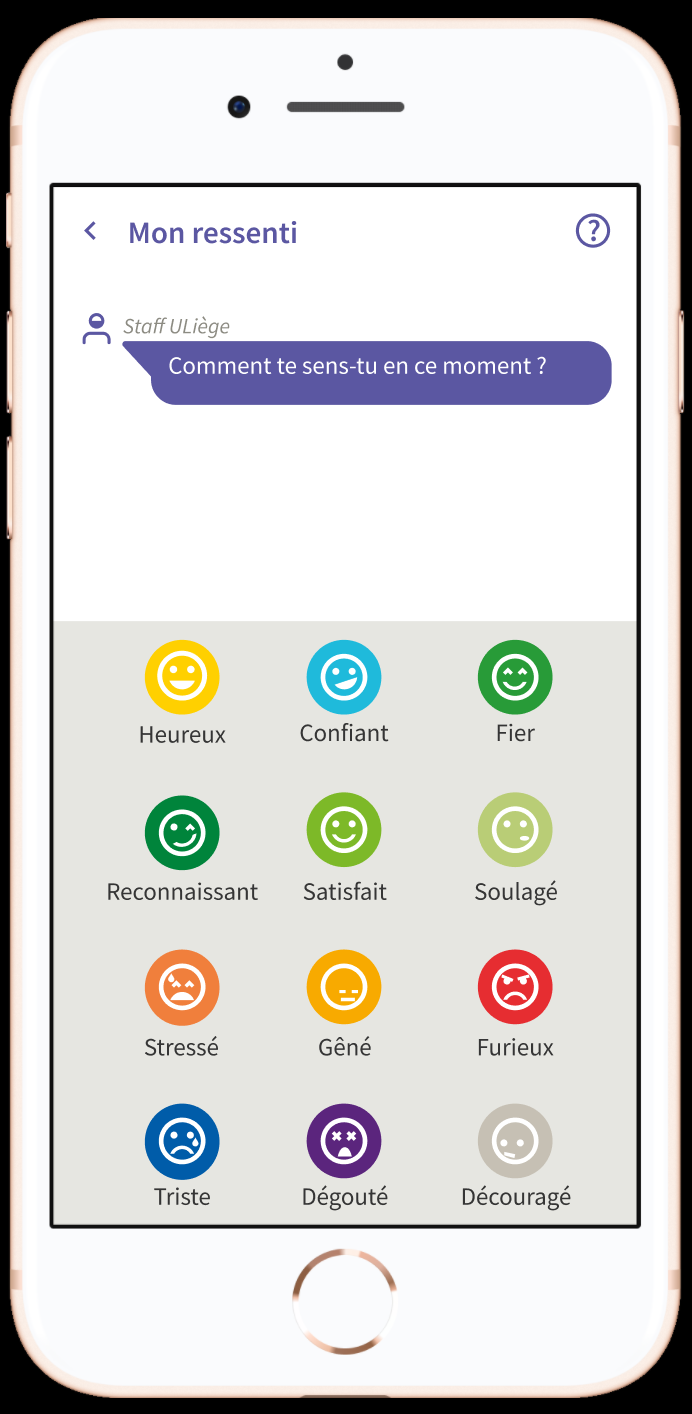 Mon ressenti
Staff ULiège
Comment te sens-tu en ce moment ?
Heureux
Confiant
Fier
Reconnaissant
Satisfait
Soulagé
Stressé
Gêné
Furieux
Triste
Dégouté
Découragé